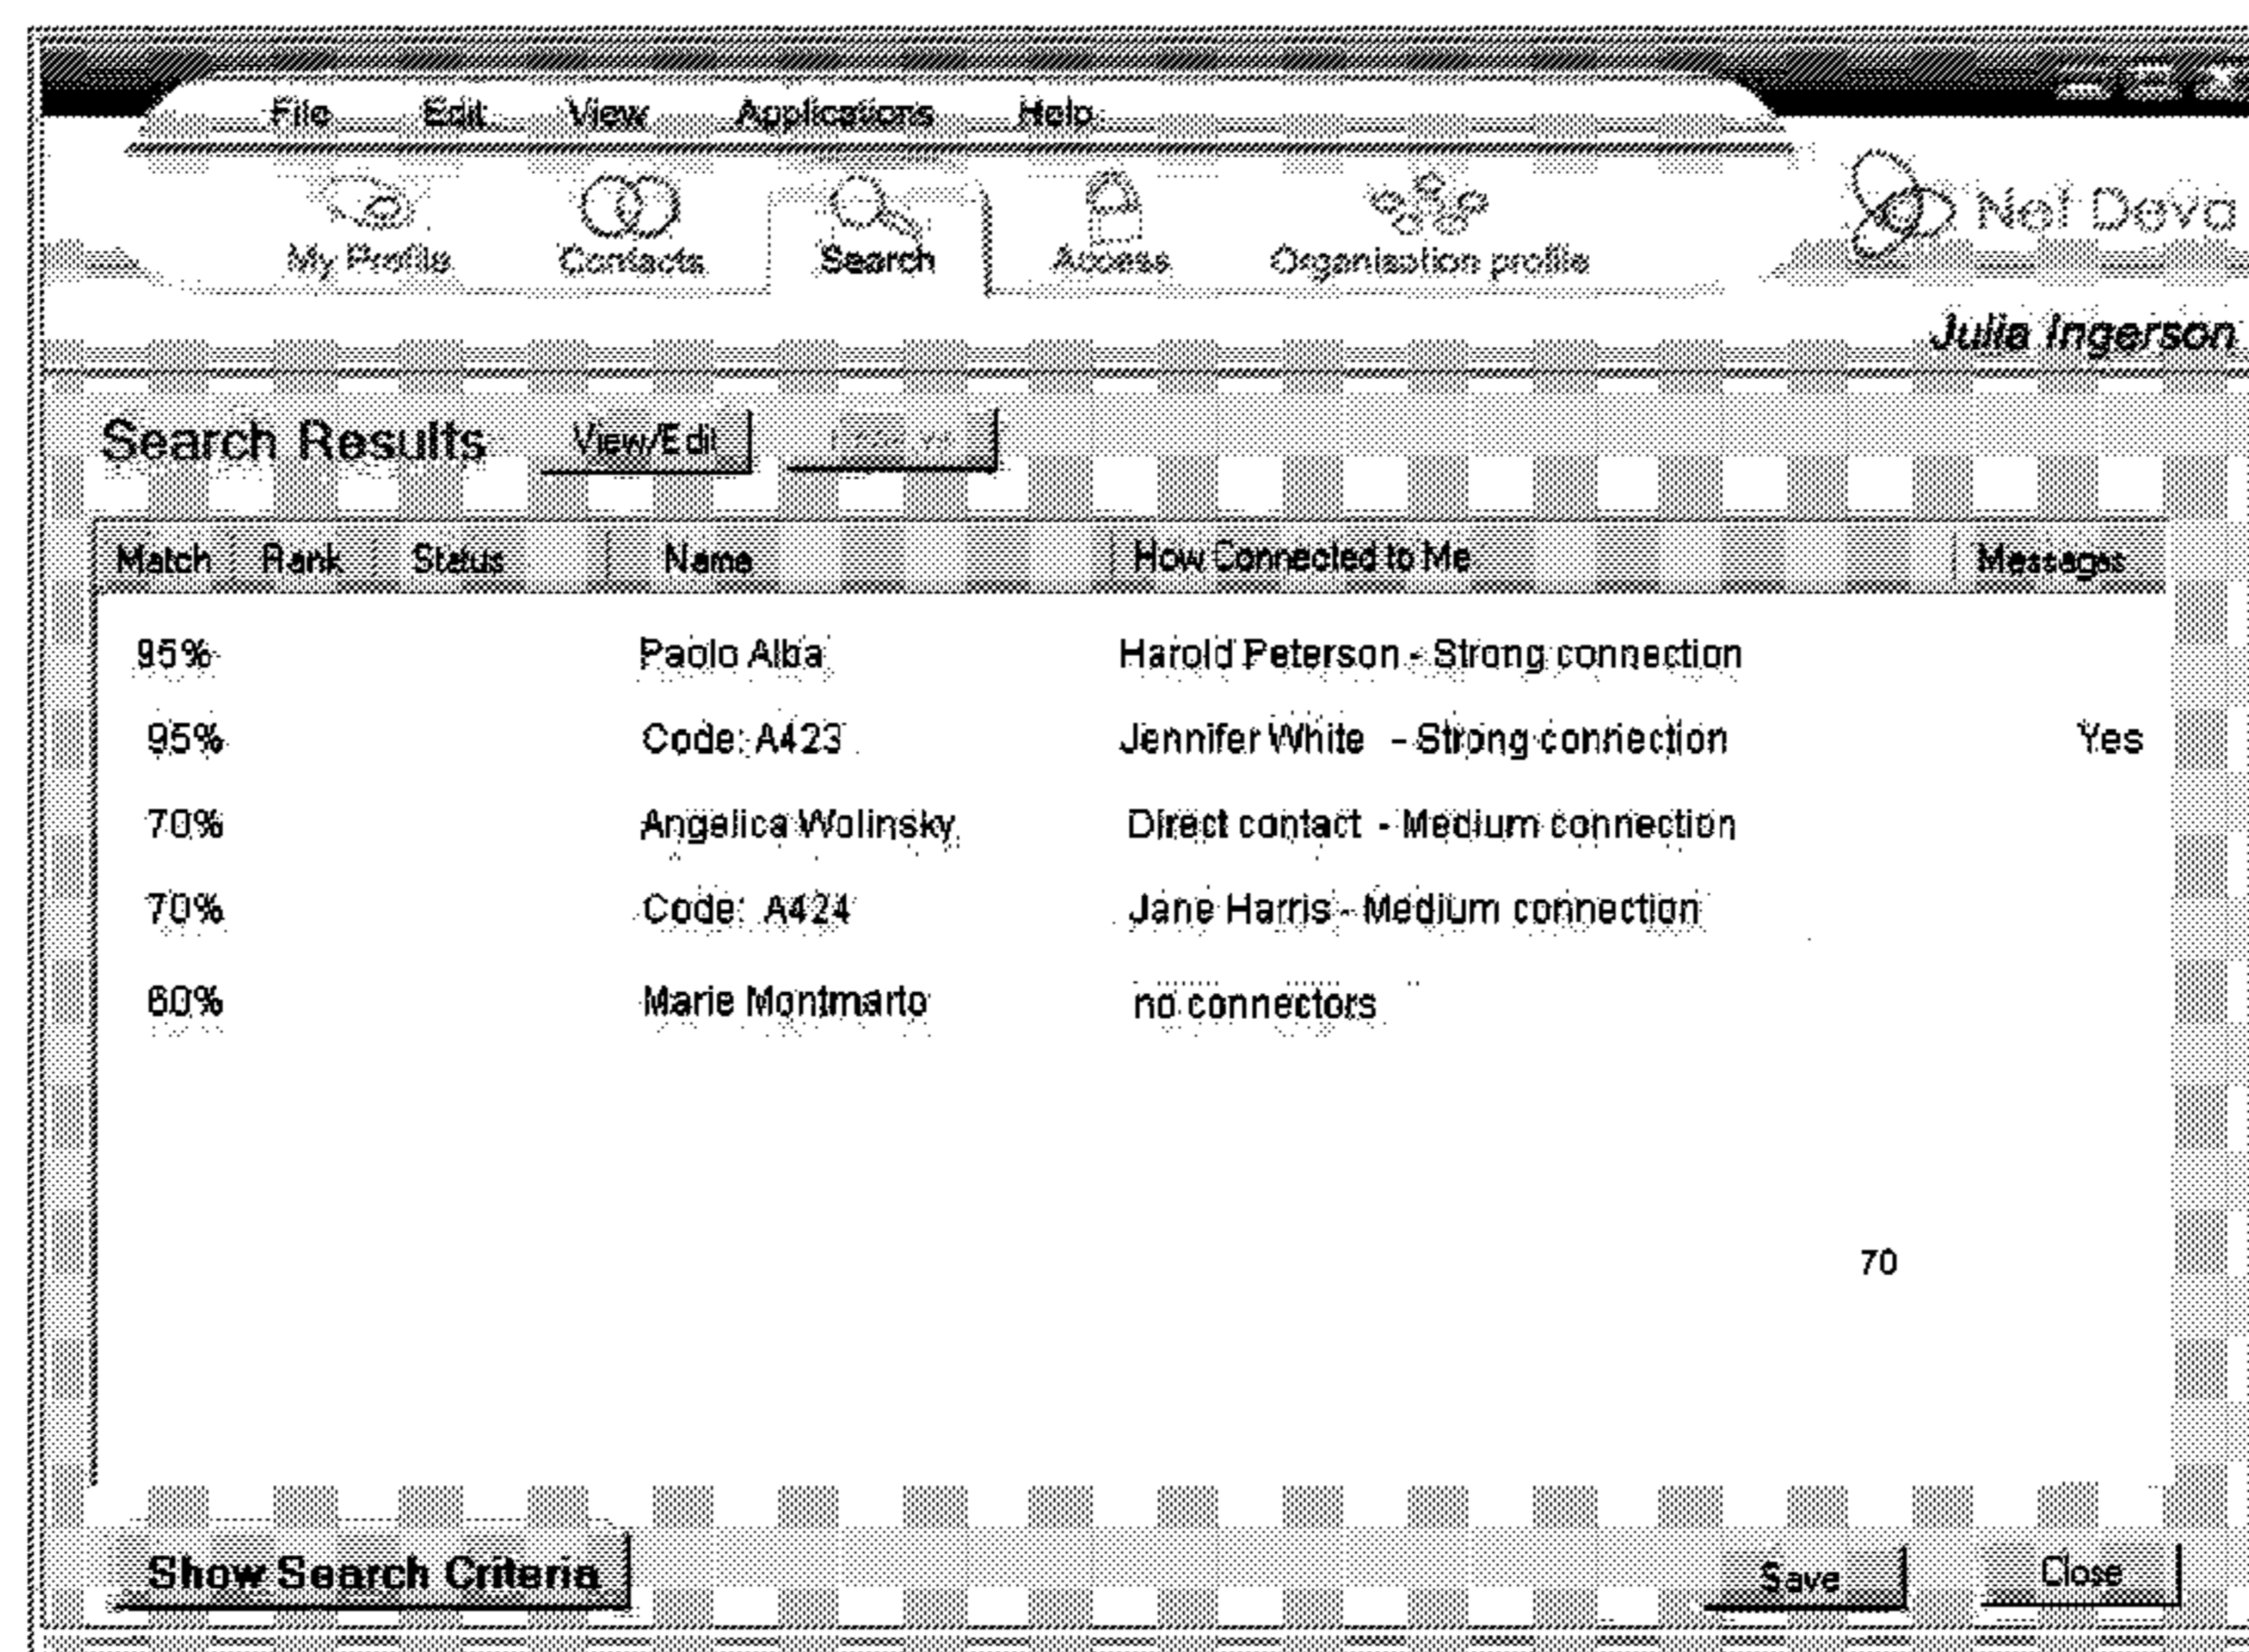 File Edit View Applications Help
My Profile Contacts Search Access Organisation profile
Net Deva
Julia Ingerson
Search Results View/Edit
Match Rank Status Name How Connected to Me Messages
95% Paolo Alba Harold Peterson - Strong connection
95% Code: A423 Jennifer White - Strong connection Yes
70% Angelica Wolinsky Direct contact - Medium connection
70% Code: A424 Jane Harris - Medium connection
60% Marie Montmarto no connectors
70
Show Search Criteria Save Close